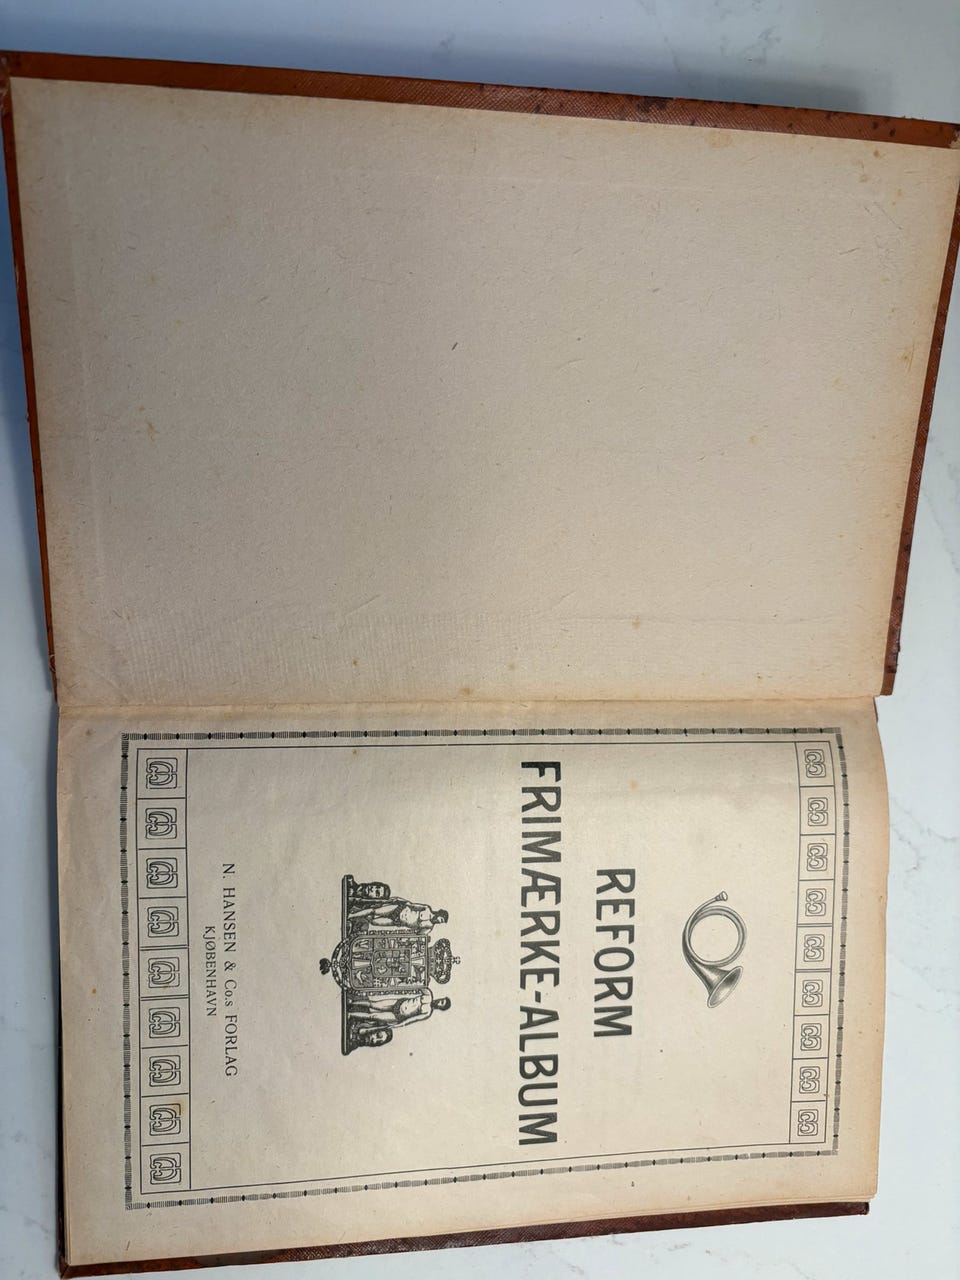 REFORM
FRIMÆRKE-ALBUM
N. HANSEN & Co.s FORLAG
KJØBENHAVN